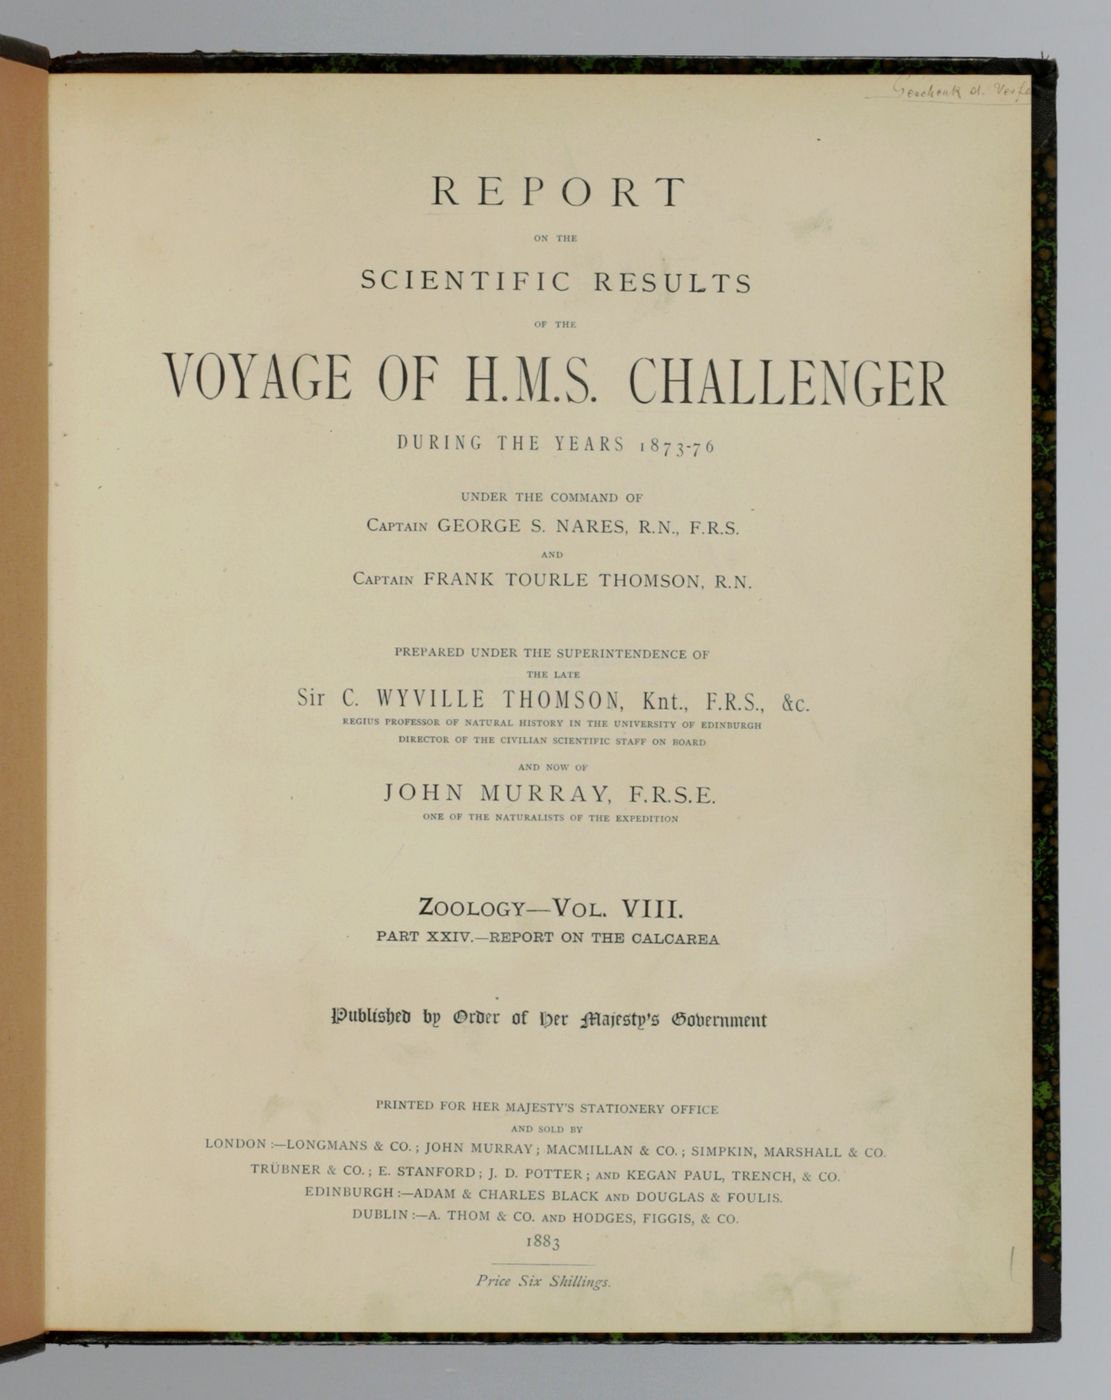 Geschenk d.
REPORT
ON THE
SCIENTIFIC RESULTS
OF THE
VOYAGE OF H.M.S. CHALLENGER
DURING THE YEARS 1873-76
UNDER THE COMMAND OF
CAPTAIN GEORGE S. NARES, R.N., F.R.S.
AND
CAPTAIN FRANK TOURLE THOMSON, R.N.
PREPARED UNDER THE SUPERINTENDENCE OF
THE LATE
Sir C. WYVILLE THOMSON, Knt., F.R.S., &c.
REGIUS PROFESSOR OF NATURAL HISTORY IN THE UNIVERSITY OF EDINBURGH
DIRECTOR OF THE CIVILIAN SCIENTIFIC STAFF ON BOARD
AND NOW OF
JOHN MURRAY, F.R.S.E.
ONE OF THE NATURALISTS OF THE EXPEDITION
ZOOLOGY—VOL. VIII.
PART XXIV.—REPORT ON THE CALCAREA
Published by Order of Her Majesty's Government
PRINTED FOR HER MAJESTY'S STATIONERY OFFICE
AND SOLD BY
LONDON:—LONGMANS & CO.; JOHN MURRAY; MACMILLAN & CO.; SIMPKIN, MARSHALL & CO.
TRÜBNER & CO.; E. STANFORD; J. D. POTTER; AND KEGAN PAUL, TRENCH, & CO.
EDINBURGH:—ADAM & CHARLES BLACK AND DOUGLAS & FOULIS.
DUBLIN:—A. THOM & CO. AND HODGES, FIGGIS, & CO.
1883
Price Six Shillings.